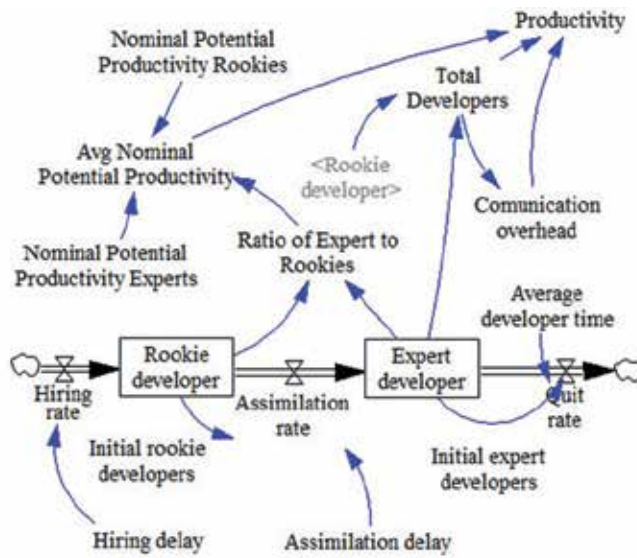 Productivity
Nominal Potential
Productivity Rookies
Total
Developers
Avg Nominal
Potential Productivity
<Rookie
developer>
Comunication
overhead
Nominal Potential
Productivity Experts
Ratio of Expert to
Rookies
Average
developer time
Rookie
developer
Expert
developer
Hiring
rate
Assimilation
rate
Quit
rate
Initial rookie
developers
Initial expert
developers
Hiring delay
Assimilation delay